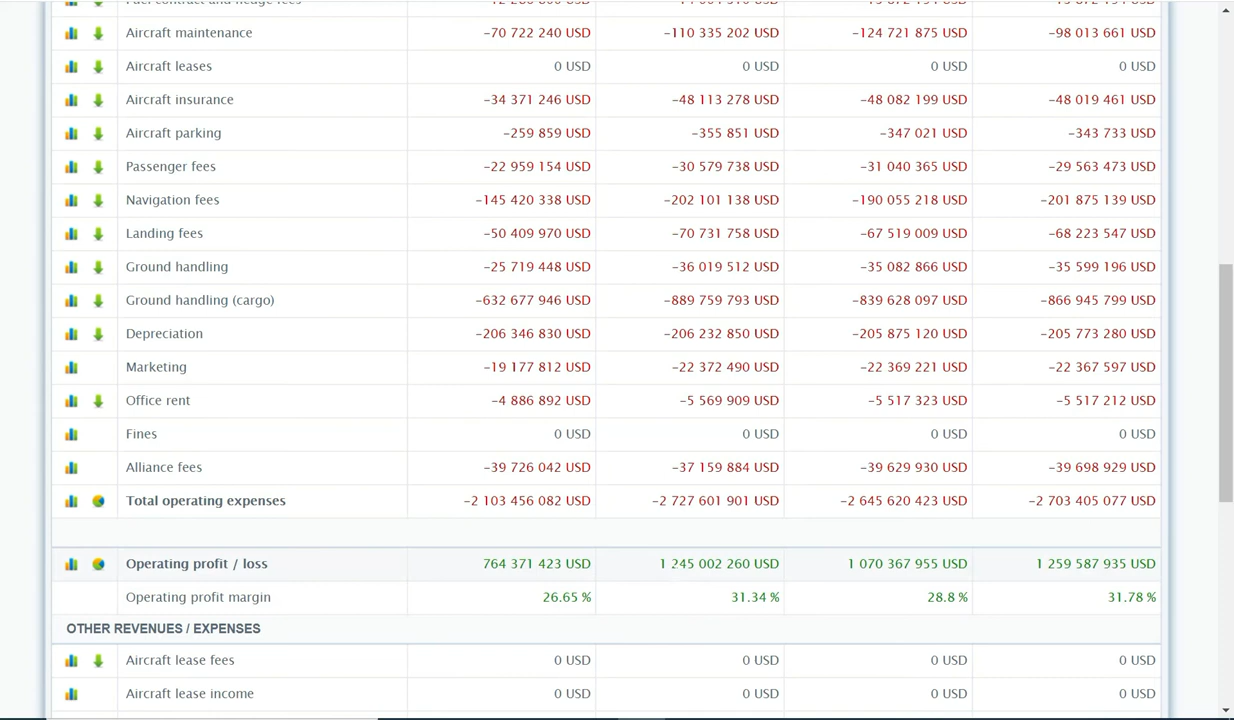 Aircraft maintenance -70 722 240 USD -110 335 202 USD -124 721 875 USD -98 013 661 USD
Aircraft leases 0 USD 0 USD 0 USD 0 USD
Aircraft insurance -34 371 246 USD -48 113 278 USD -48 082 199 USD -48 019 461 USD
Aircraft parking -259 859 USD -355 851 USD -347 021 USD -343 733 USD
Passenger fees -22 959 154 USD -30 579 738 USD -31 040 365 USD -29 563 473 USD
Navigation fees -145 420 338 USD -202 101 138 USD -190 055 218 USD -201 875 139 USD
Landing fees -50 409 970 USD -70 731 758 USD -67 519 009 USD -68 223 547 USD
Ground handling -25 719 448 USD -36 019 512 USD -35 082 866 USD -35 599 196 USD
Ground handling (cargo) -632 677 946 USD -889 759 793 USD -839 628 097 USD -866 945 799 USD
Depreciation -206 346 830 USD -206 232 850 USD -205 875 120 USD -205 773 280 USD
Marketing -19 177 812 USD -22 372 490 USD -22 369 221 USD -22 367 597 USD
Office rent -4 886 892 USD -5 569 909 USD -5 517 323 USD -5 517 212 USD
Fines 0 USD 0 USD 0 USD 0 USD
Alliance fees -39 726 042 USD -37 159 884 USD -39 629 930 USD -39 698 929 USD
Total operating expenses -2 103 456 082 USD -2 727 601 901 USD -2 645 620 423 USD -2 703 405 077 USD
Operating profit / loss 764 371 423 USD 1 245 002 260 USD 1 070 367 955 USD 1 259 587 935 USD
Operating profit margin 26.65 % 31.34 % 28.8 % 31.78 %
OTHER REVENUES / EXPENSES
Aircraft lease fees 0 USD 0 USD 0 USD 0 USD
Aircraft lease income 0 USD 0 USD 0 USD 0 USD